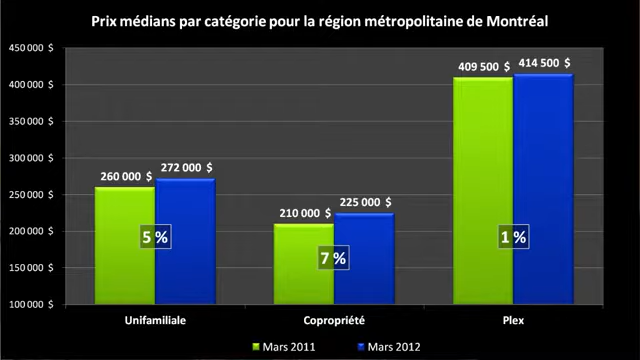 Prix médians par catégorie pour la région métropolitaine de Montréal
450 000 $
400 000 $
350 000 $
300 000 $
250 000 $
200 000 $
150 000 $
100 000 $
260 000 $
272 000 $
5 %
210 000 $
225 000 $
7 %
409 500 $
414 500 $
1 %
Unifamiliale
Copropriété
Plex
Mars 2011
Mars 2012